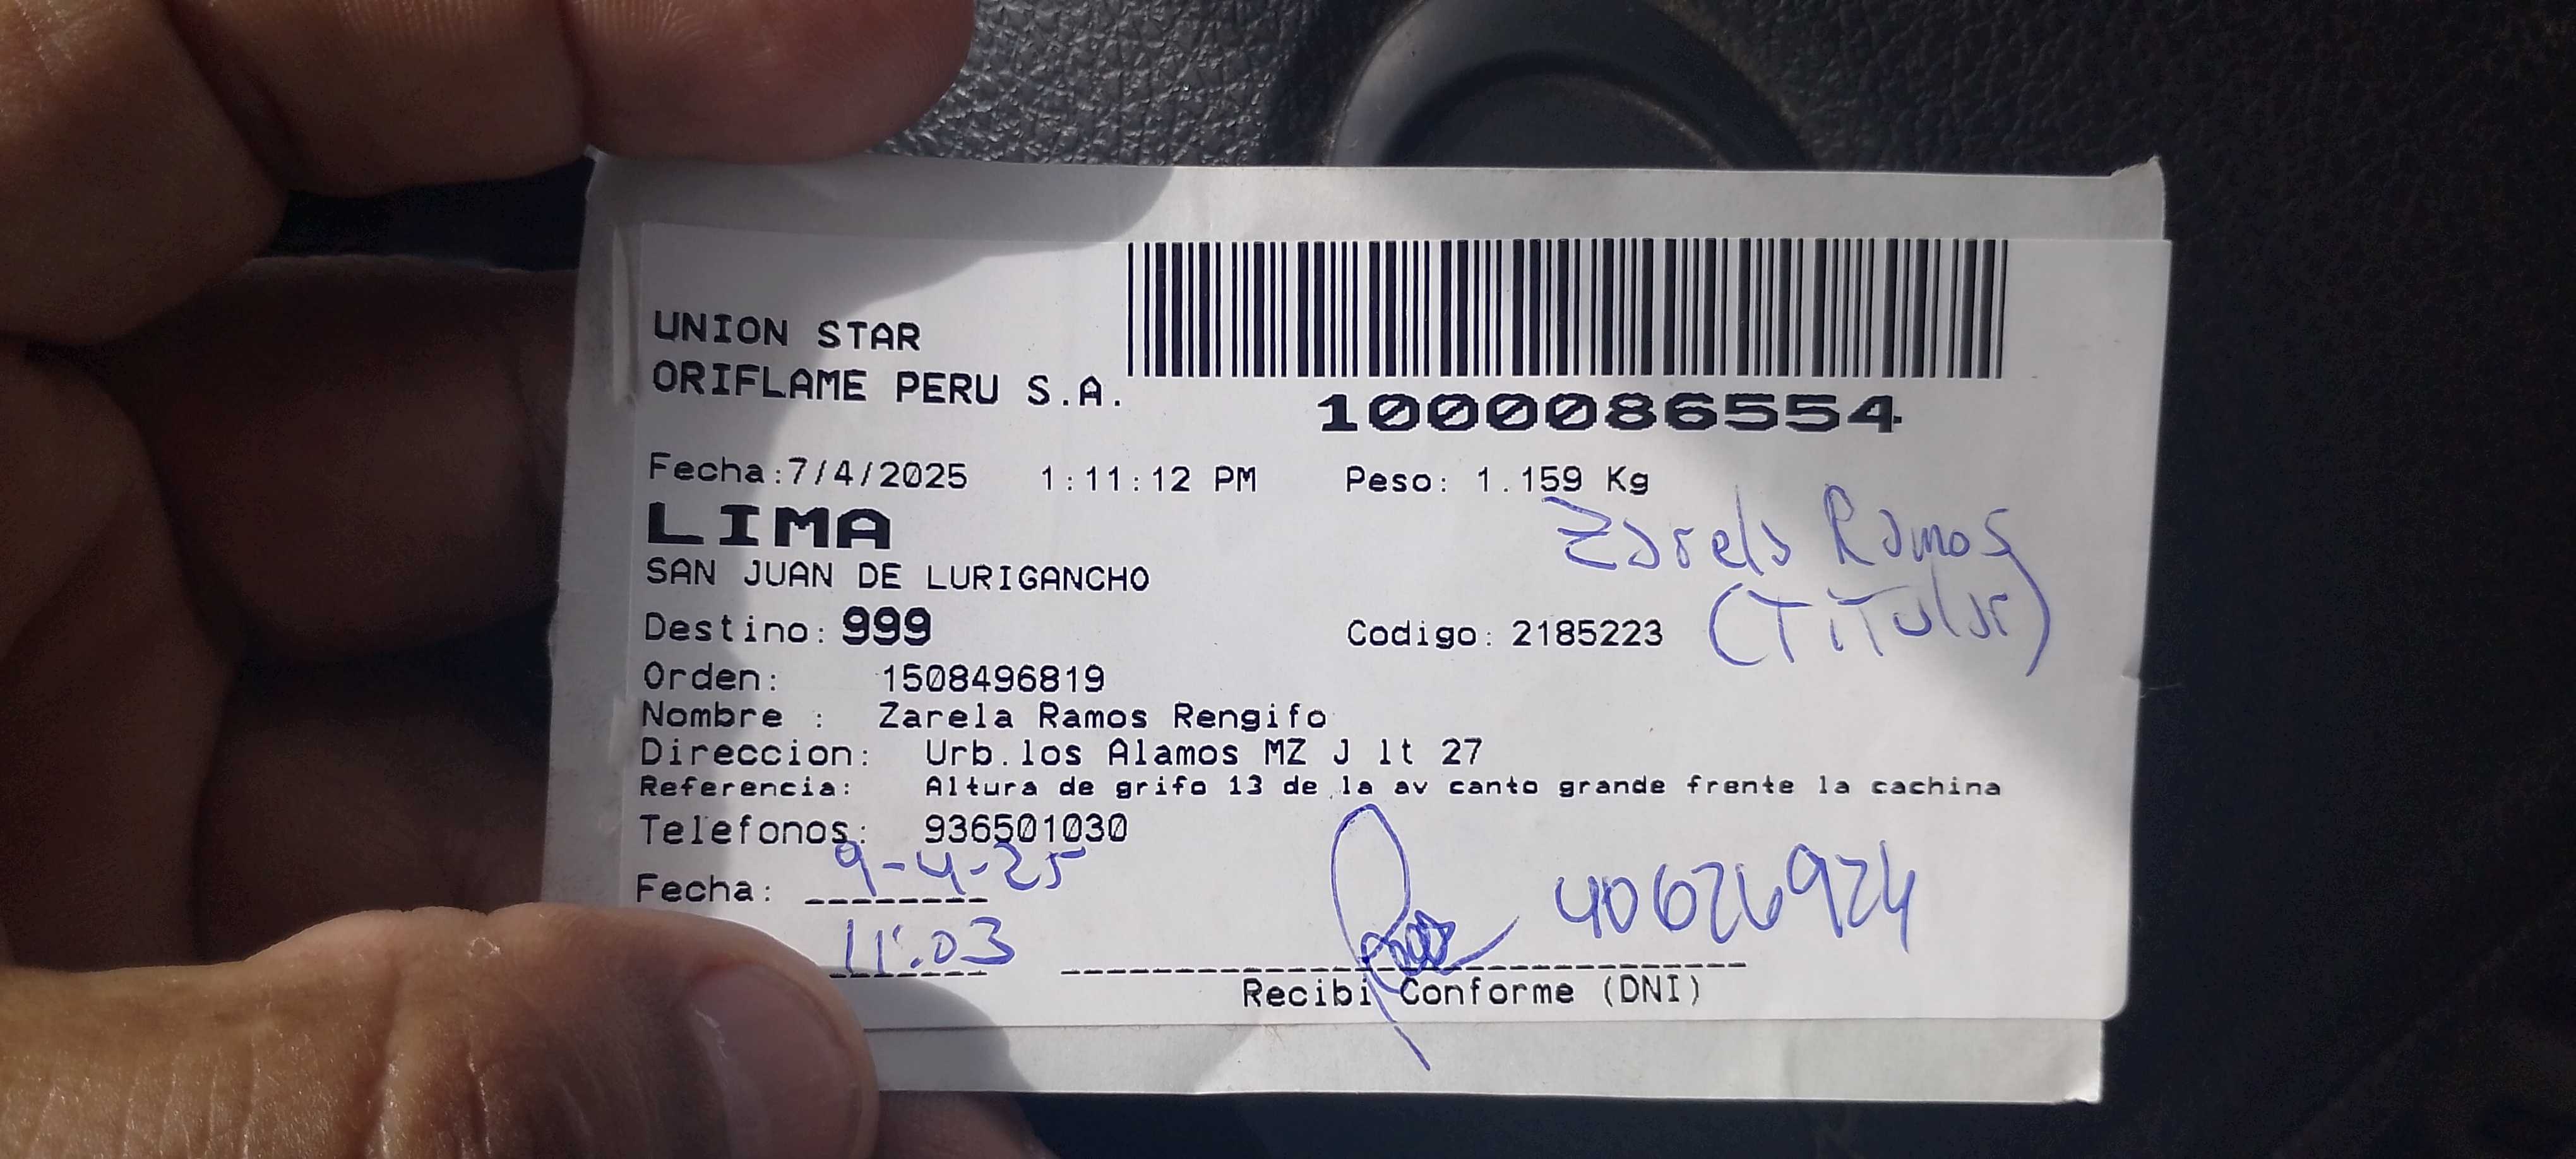 UNION STAR
ORIFLAME PERU S.A.
1000086554
Fecha:7/4/2025 1:11:12 PM Peso: 1.159 Kg
LIMA
Zarela Ramos
SAN JUAN DE LURIGANCHO
(TiTular)
Destino: 999 Codigo: 2185223
Orden: 1508496819
Nombre : Zarela Ramos Rengifo
Direccion: Urb.los Alamos MZ J lt 27
Referencia: Altura de grifo 13 de la av canto grande frente la cachina
Telefonos: 936501030
Fecha: 9-4-25
40626924
11:03
Recibi Conforme (DNI)